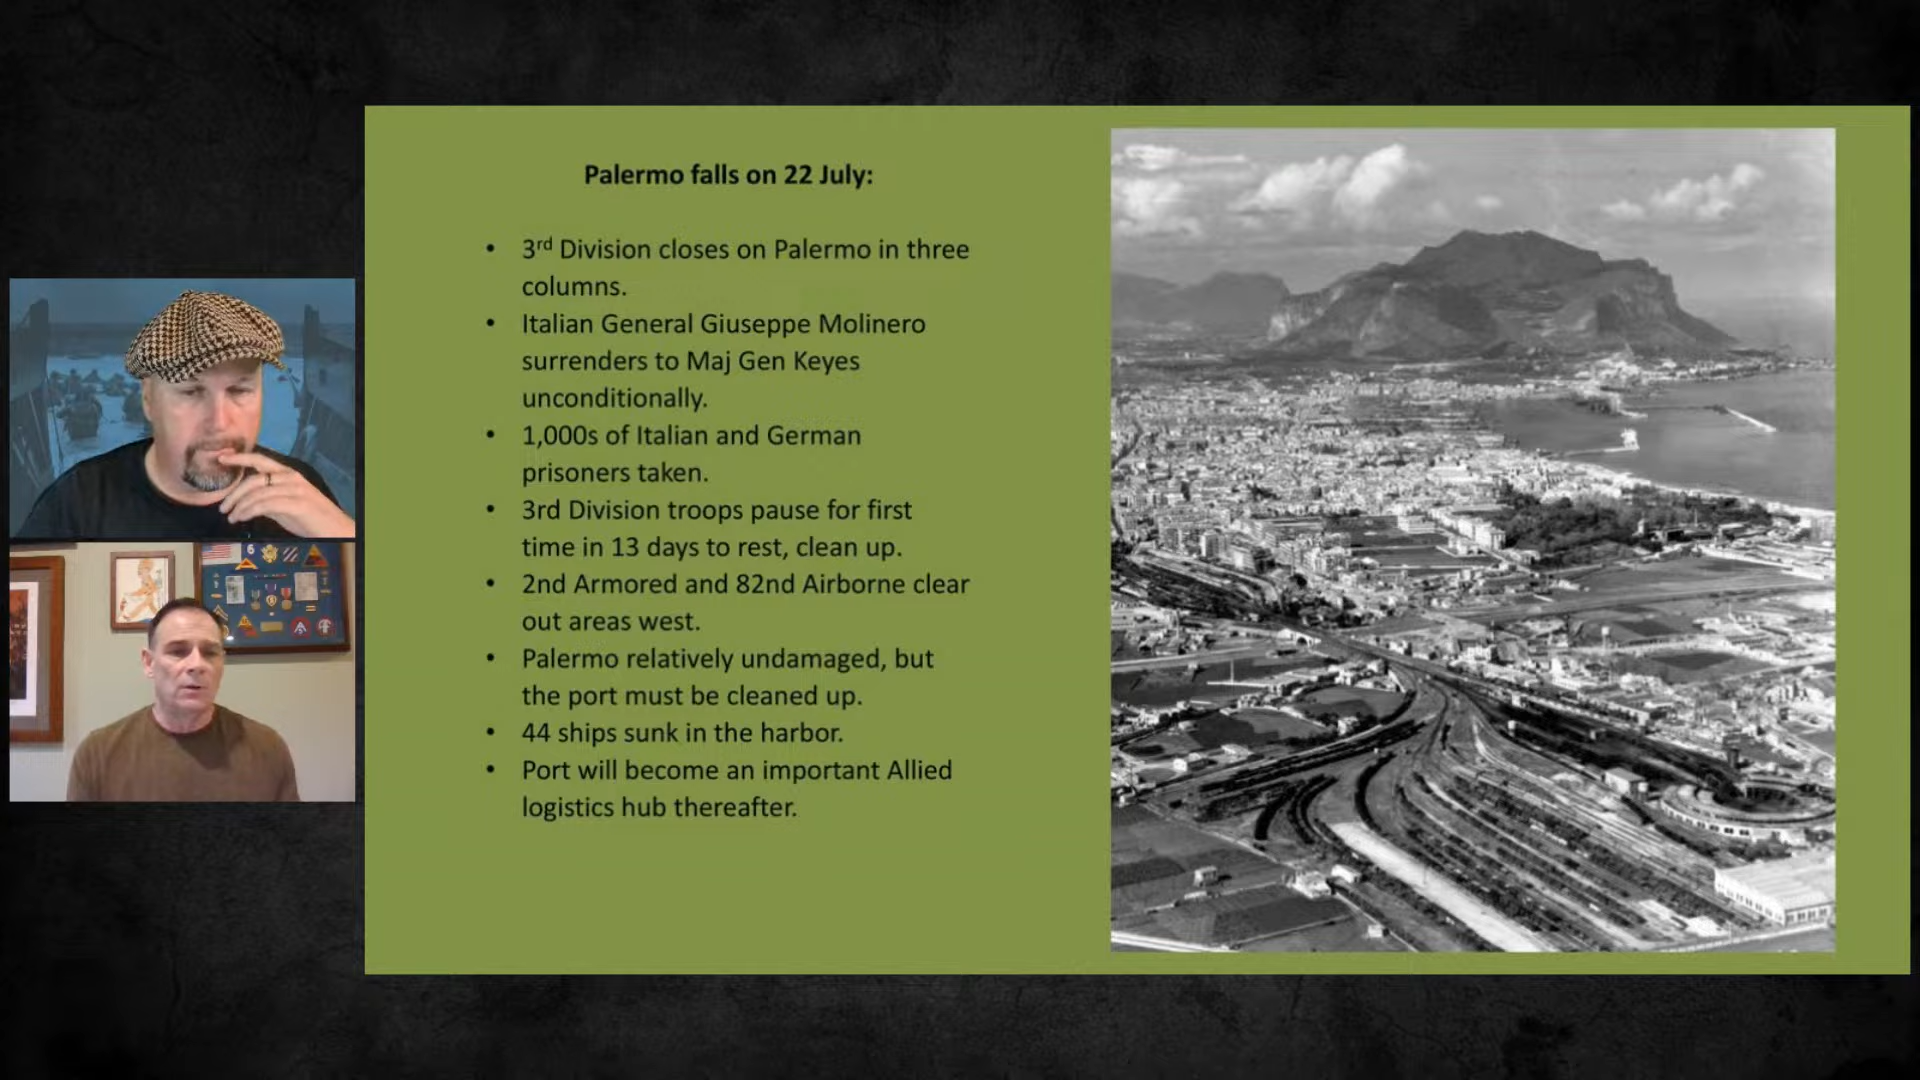 Palermo falls on 22 July:
• 3rd Division closes on Palermo in three
columns.
• Italian General Giuseppe Molinero
surrenders to Maj Gen Keyes
unconditionally.
• 1,000s of Italian and German
prisoners taken.
• 3rd Division troops pause for first
time in 13 days to rest, clean up.
• 2nd Armored and 82nd Airborne clear
out areas west.
• Palermo relatively undamaged, but
the port must be cleaned up.
• 44 ships sunk in the harbor.
• Port will become an important Allied
logistics hub thereafter.